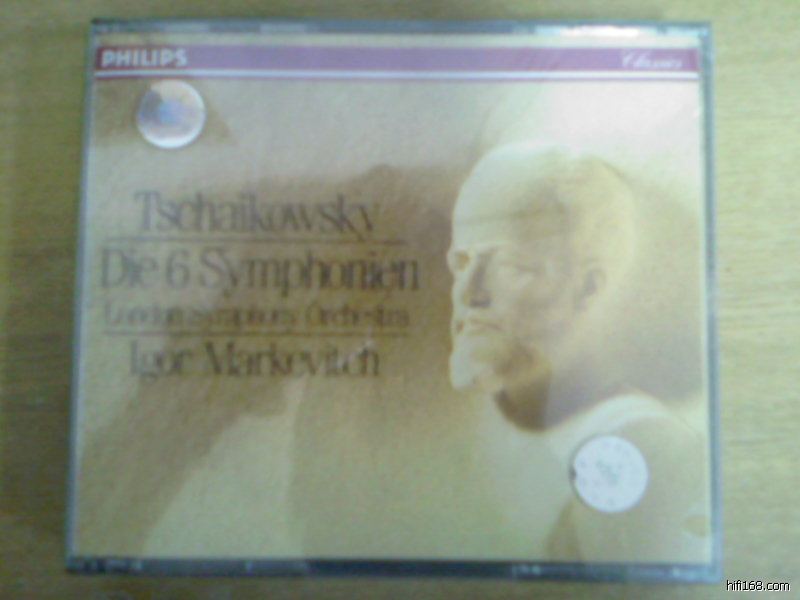 PHILIPS
Classics
Tschaikowsky
Die 6 Symphonien
London Symphony Orchestra
Igor Markevitch
hifi168.com